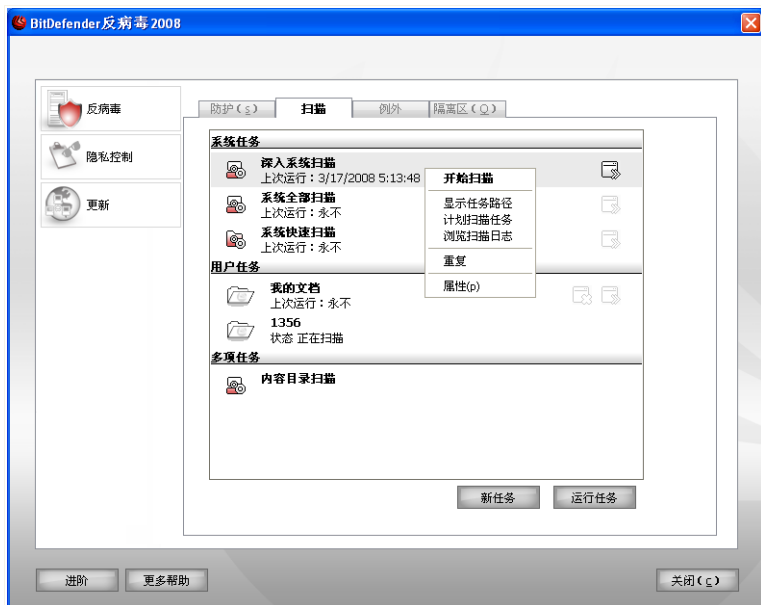 BitDefender反病毒 2008
反病毒
隐私控制
更新
防护(s)
扫描
例外
隔离区(Q)
系统任务
深入系统扫描
上次运行：3/17/2008 5:13:48
系统全部扫描
上次运行：永不
系统快速扫描
上次运行：永不
开始扫描
显示任务路径
计划扫描任务
浏览扫描日志
重复
属性(p)
用户任务
我的文档
上次运行：永不
1356
状态 正在扫描
多项任务
内容目录扫描
新任务
运行任务
进阶
更多帮助
关闭(c)